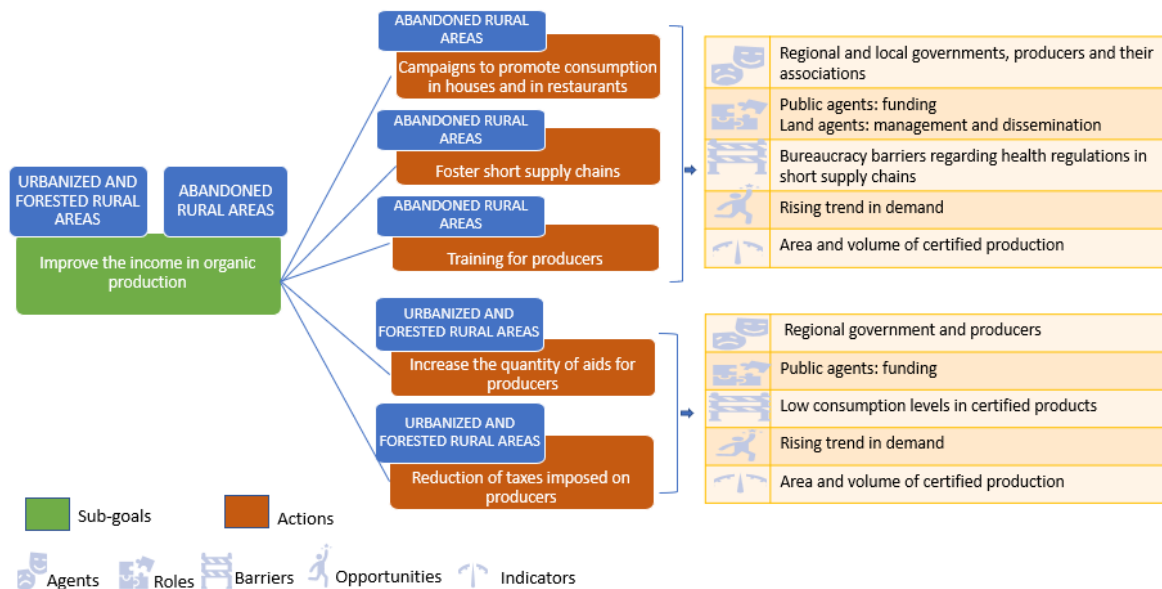 URBANIZED AND
FORESTED RURAL
AREAS
ABANDONED
RURAL AREAS
Improve the income in organic
production
ABANDONED RURAL
AREAS
Campaigns to promote consumption
in houses and in restaurants
ABANDONED RURAL
AREAS
Foster short supply chains
ABANDONED RURAL
AREAS
Training for producers
URBANIZED AND
FORESTED RURAL AREAS
Increase the quantity of aids for
producers
URBANIZED AND
FORESTED RURAL AREAS
Reduction of taxes imposed on
producers
Regional and local governments, producers and their
associations
Public agents: funding
Land agents: management and dissemination
Bureaucracy barriers regarding health regulations in
short supply chains
Rising trend in demand
Area and volume of certified production
Regional government and producers
Public agents: funding
Low consumption levels in certified products
Rising trend in demand
Area and volume of certified production
Sub-goals
Actions
Agents
Roles
Barriers
Opportunities
Indicators